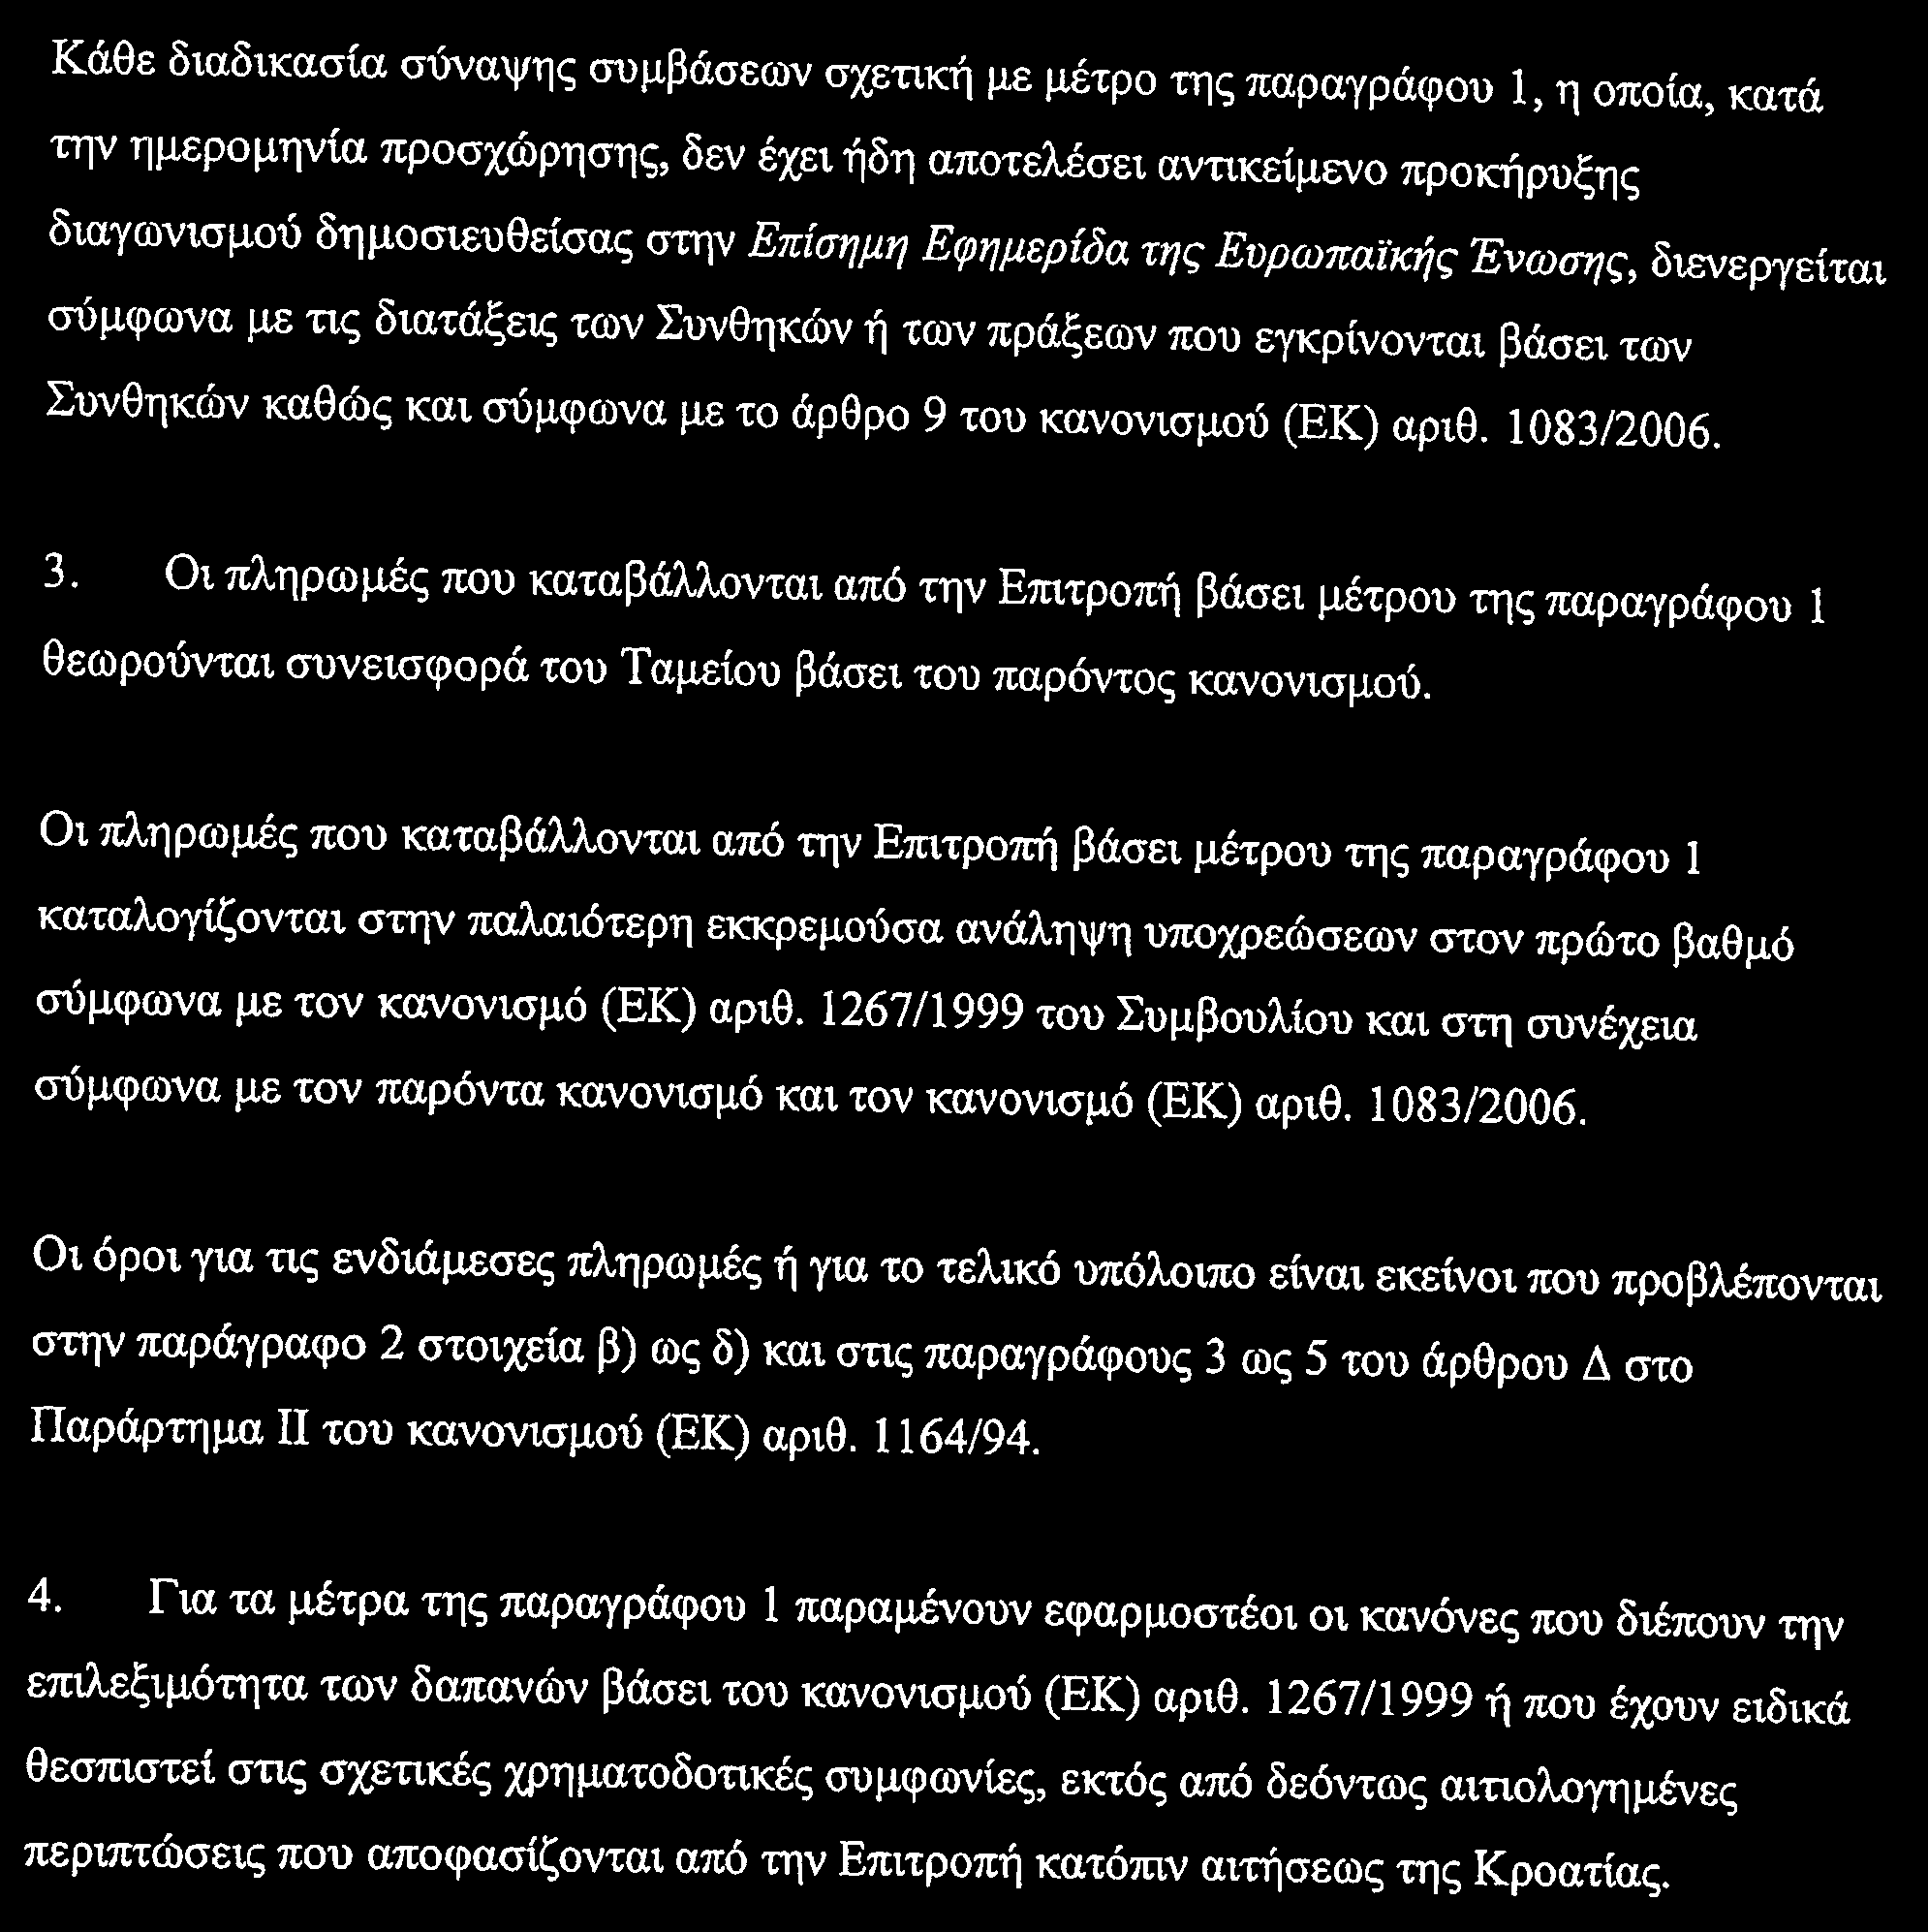 Κάθε διαδικασία σύναψης συμβάσεων σχετική με μέτρο της παραγράφου 1, η οποία, κατά
την ημερομηνία προσχώρησης, δεν έχει ήδη αποτελέσει αντικείμενο προκήρυξης
διαγωνισμού δημοσιευθείσας στην Επίσημη Εφημερίδα της Ευρωπαϊκής Ένωσης, διενεργείται
σύμφωνα με τις διατάξεις των Συνθηκών ή των πράξεων που εγκρίνονται βάσει των
Συνθηκών καθώς και σύμφωνα με το άρθρο 9 του κανονισμού (ΕΚ) αριθ. 1083/2006.
3. Οι πληρωμές που καταβάλλονται από την Επιτροπή βάσει μέτρου της παραγράφου 1
θεωρούνται συνεισφορά του Ταμείου βάσει του παρόντος κανονισμού.
Οι πληρωμές που καταβάλλονται από την Επιτροπή βάσει μέτρου της παραγράφου 1
καταλογίζονται στην παλαιότερη εκκρεμούσα ανάληψη υποχρεώσεων στον πρώτο βαθμό
σύμφωνα με τον κανονισμό (ΕΚ) αριθ. 1267/1999 του Συμβουλίου και στη συνέχεια
σύμφωνα με τον παρόντα κανονισμό και τον κανονισμό (ΕΚ) αριθ. 1083/2006.
Οι όροι για τις ενδιάμεσες πληρωμές ή για το τελικό υπόλοιπο είναι εκείνοι που προβλέπονται
στην παράγραφο 2 στοιχεία β) ως δ) και στις παραγράφους 3 ως 5 του άρθρου Δ στο
Παράρτημα ΙΙ του κανονισμού (ΕΚ) αριθ. 1164/94.
4. Για τα μέτρα της παραγράφου 1 παραμένουν εφαρμοστέοι οι κανόνες που διέπουν την
επιλεξιμότητα των δαπανών βάσει του κανονισμού (ΕΚ) αριθ. 1267/1999 ή που έχουν ειδικά
θεσπιστεί στις σχετικές χρηματοδοτικές συμφωνίες, εκτός από δεόντως αιτιολογημένες
περιπτώσεις που αποφασίζονται από την Επιτροπή κατόπιν αιτήσεως της Κροατίας.